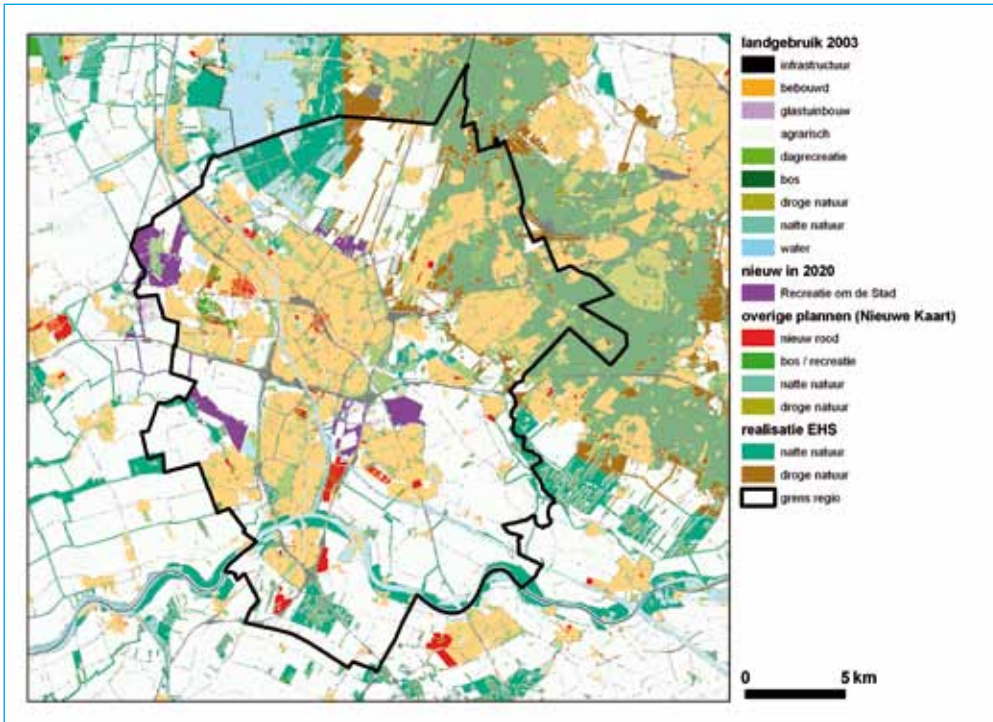 landgebruik 2003
infrastructuur
bebouwd
glastuinbouw
agrarisch
dagrecreatie
bos
droge natuur
natte natuur
water
nieuw in 2020
Recreatie om de Stad
overige plannen (Nieuwe Kaart)
nieuw rood
bos / recreatie
natte natuur
droge natuur
realisatie EHS
natte natuur
droge natuur
grens regio
0 5 km